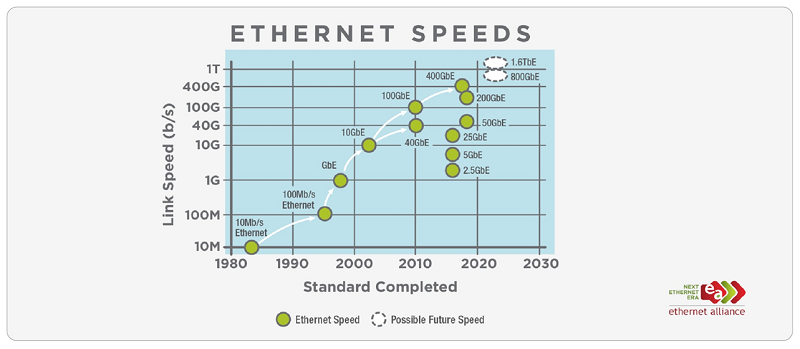 ETHERNET SPEEDS
Link Speed (b/s)
1T
400G
100G
40G
10G
1G
100M
10M
1.6TbE
800GbE
400GbE
200GbE
100GbE
50GbE
40GbE
25GbE
10GbE
5GbE
2.5GbE
GbE
100Mb/s
Ethernet
10Mb/s
Ethernet
1980 1990 2000 2010 2020 2030
Standard Completed
Ethernet Speed Possible Future Speed
NEXT
ETHERNET
ERA
ea
ethernet alliance